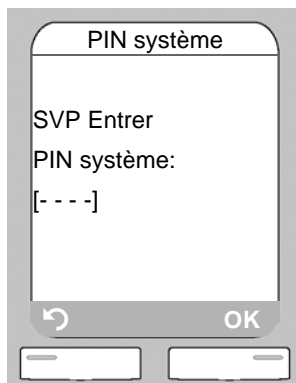 PIN système
SVP Entrer
PIN système:
[- - - -]
OK